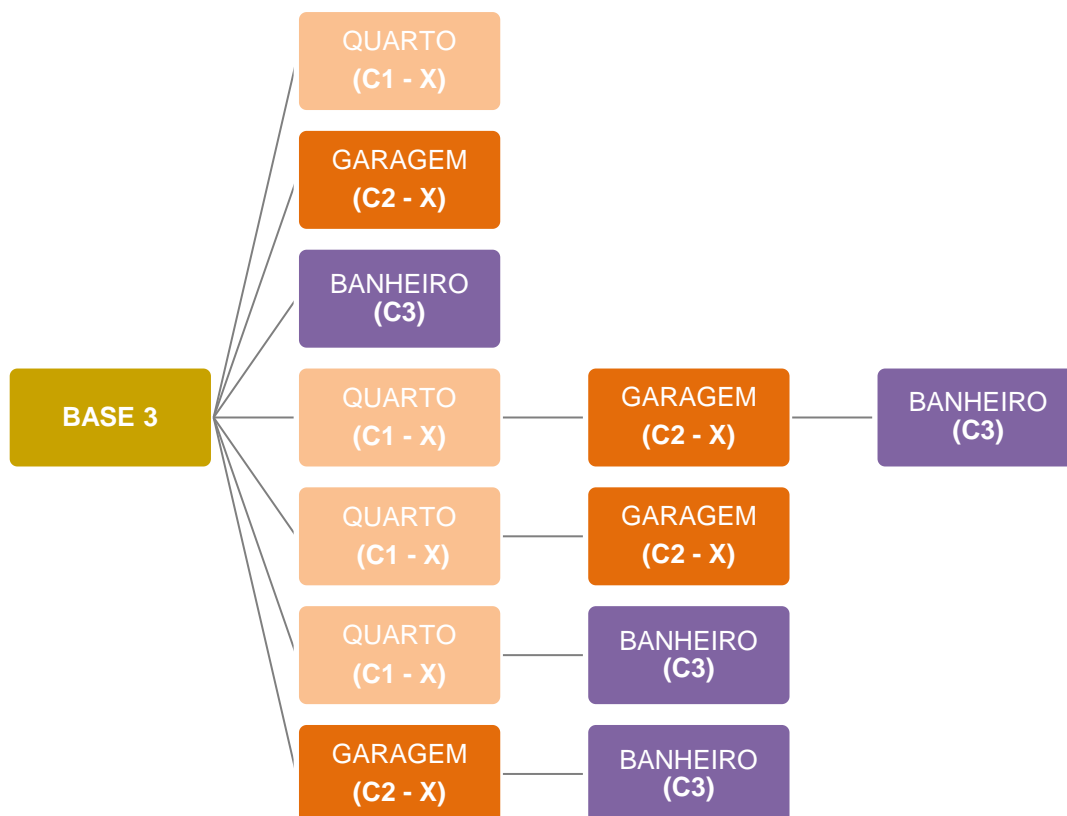 QUARTO
(C1 - X)
GARAGEM
(C2 - X)
BANHEIRO
(C3)
BASE 3
QUARTO
(C1 - X)
GARAGEM
(C2 - X)
BANHEIRO
(C3)
QUARTO
(C1 - X)
GARAGEM
(C2 - X)
QUARTO
(C1 - X)
BANHEIRO
(C3)
GARAGEM
(C2 - X)
BANHEIRO
(C3)